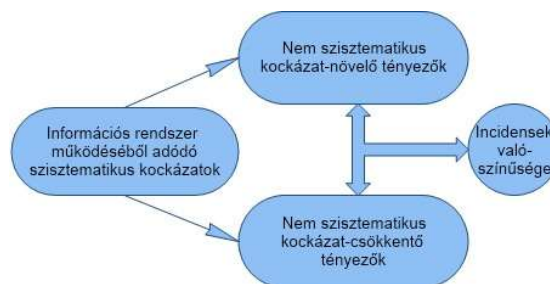 Nem szisztematikus
kockázat-növelő tényezők
Információs rendszer
működéséből adódó
szisztematikus kockázatok
Incidensek
való-
színűsége
Nem szisztematikus
kockázat-csökkentő
tényezők